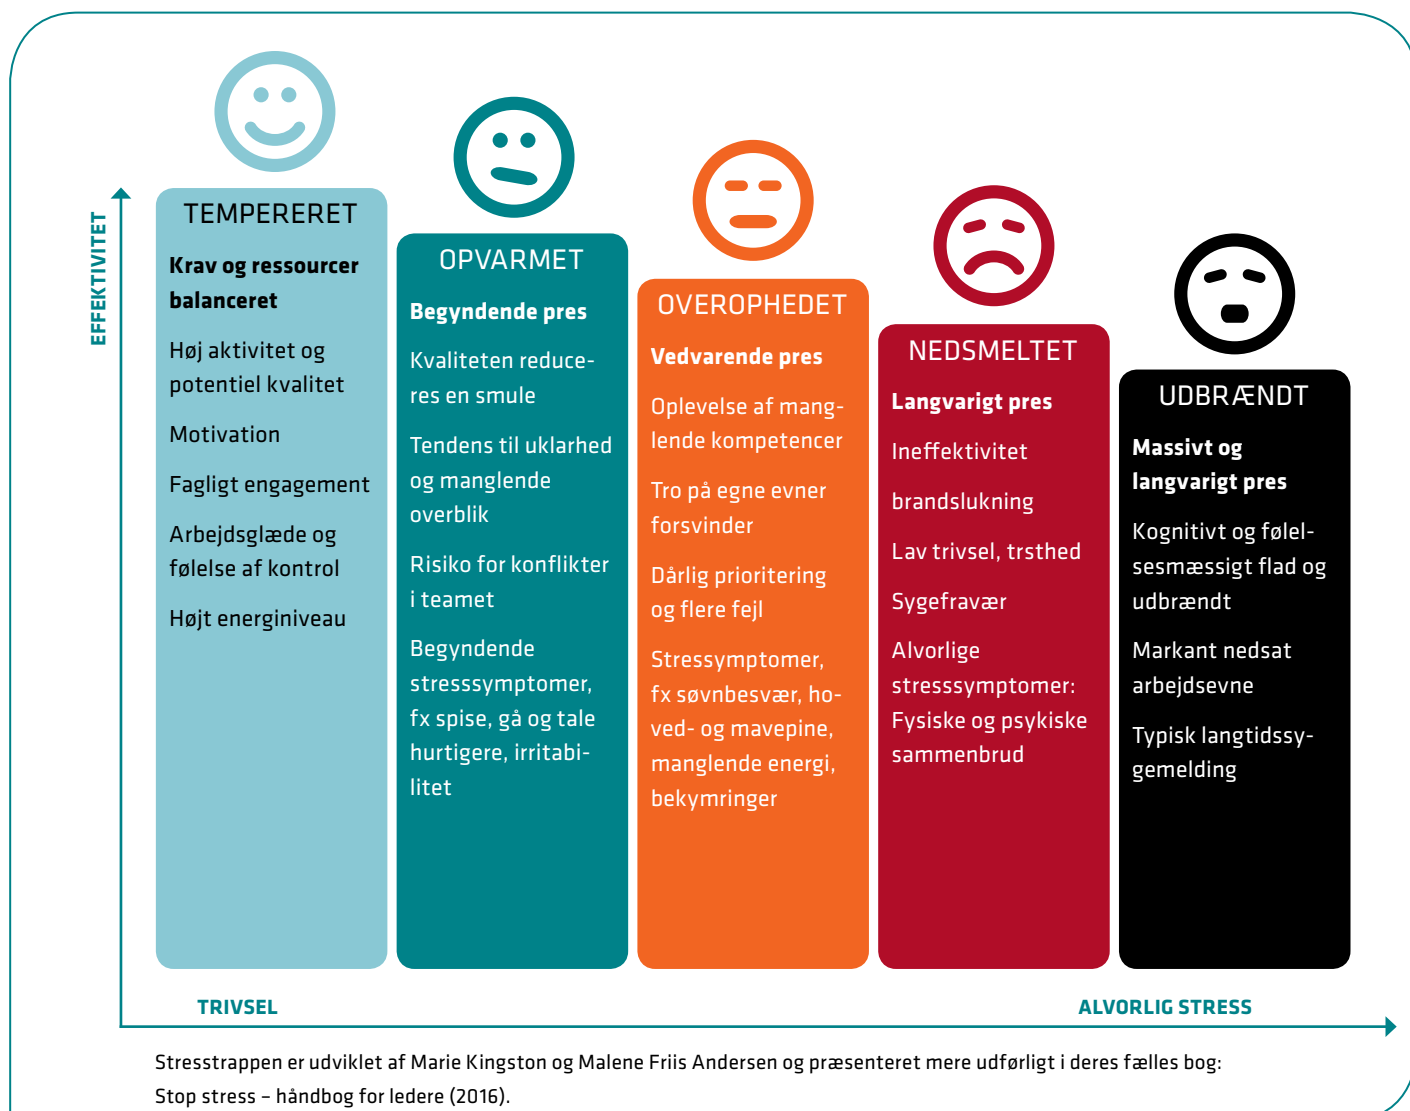 EFFEKTIVITET
TEMPERERET
Krav og ressourcer
balanceret
Høj aktivitet og
potentiel kvalitet
Motivation
Fagligt engagement
Arbejdsglæde og
følelse af kontrol
Højt energiniveau
OPVARMET
Begyndende pres
Kvaliteten reduce-
res en smule
Tendens til uklarhed
og manglende
overblik
Risiko for konflikter
i teamet
Begyndende
stresssymptomer,
fx spise, gå og tale
hurtigere, irritabi-
litet
OVEROPHEDET
Vedvarende pres
Oplevelse af mang-
lende kompetencer
Tro på egne evner
forsvinder
Dårlig prioritering
og flere fejl
Stressymptomer,
fx søvnbesvær, ho-
ved- og mavepine,
manglende energi,
bekymringer
NEDSMELTET
Langvarigt pres
Ineffektivitet
brandslukning
Lav trivsel, trsthed
Sygefravær
Alvorlige
stresssymptomer:
Fysiske og psykiske
sammenbrud
UDBRÆNDT
Massivt og
langvarigt pres
Kognitivt og følel-
sesmæssigt flad og
udbrændt
Markant nedsat
arbejdsevne
Typisk langtidssy-
gemelding
TRIVSEL
ALVORLIG STRESS
Stresstrappen er udviklet af Marie Kingston og Malene Friis Andersen og præsenteret mere udførligt i deres fælles bog:
Stop stress – håndbog for ledere (2016).